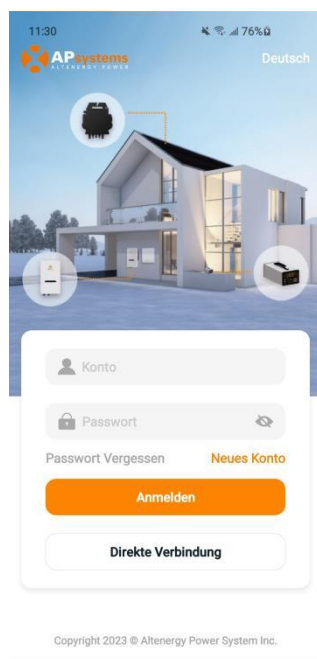 11:30
76%
APsystems
ALTENERGY POWER
Deutsch
Konto
Passwort
Passwort Vergessen
Neues Konto
Anmelden
Direkte Verbindung
Copyright 2023 © Altenergy Power System Inc.